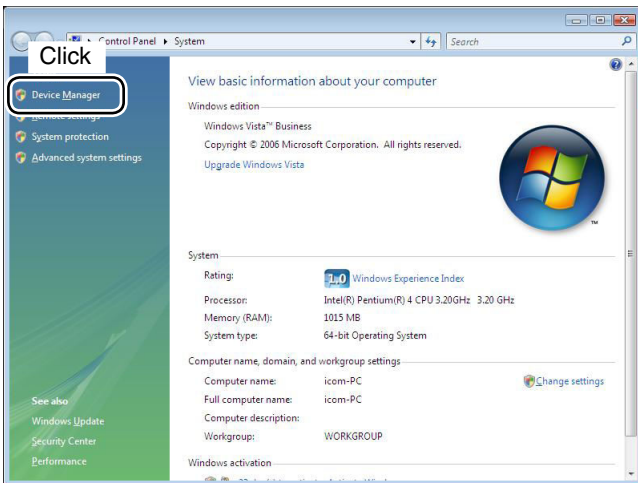 Control Panel ▸ System
Search
Click
Device Manager
Remote settings
System protection
Advanced system settings
See also
Windows Update
Security Center
Performance
View basic information about your computer
Windows edition
Windows Vista™ Business
Copyright © 2006 Microsoft Corporation. All rights reserved.
Upgrade Windows Vista
TM
System
Rating: 1,0 Windows Experience Index
Processor: Intel(R) Pentium(R) 4 CPU 3.20GHz 3.20 GHz
Memory (RAM): 1015 MB
System type: 64-bit Operating System
Computer name, domain, and workgroup settings
Computer name: icom-PC
Change settings
Full computer name: icom-PC
Computer description:
Workgroup: WORKGROUP
Windows activation